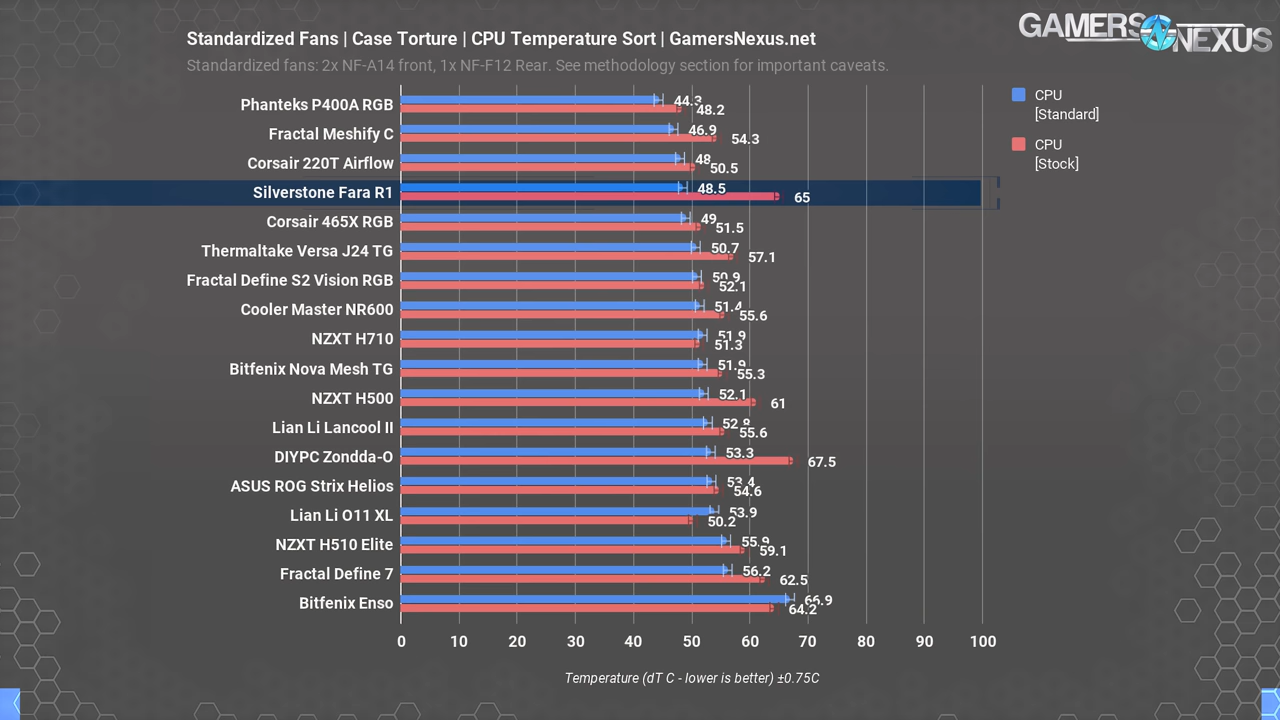 GAMERS NEXUS
Standardized Fans | Case Torture | CPU Temperature Sort | GamersNexus.net
Standardized fans: 2x NF-A14 front, 1x NF-F12 Rear. See methodology section for important caveats.
CPU
[Standard]
CPU
[Stock]
Phanteks P400A RGB 44.3 48.2
Fractal Meshify C 46.9 54.3
Corsair 220T Airflow 48 50.5
Silverstone Fara R1 48.5 65
Corsair 465X RGB 49 51.5
Thermaltake Versa J24 TG 50.7 57.1
Fractal Define S2 Vision RGB 50.9 52.1
Cooler Master NR600 51.4 55.6
NZXT H710 51.9 51.3
Bitfenix Nova Mesh TG 51.9 55.3
NZXT H500 52.1 61
Lian Li Lancool II 52.8 55.6
DIYPC Zondda-O 53.3 67.5
ASUS ROG Strix Helios 53.4 54.6
Lian Li O11 XL 53.9 50.2
NZXT H510 Elite 55.9 59.1
Fractal Define 7 56.2 62.5
Bitfenix Enso 66.9 64.2
0 10 20 30 40 50 60 70 80 90 100
Temperature (dT C - lower is better) ±0.75C